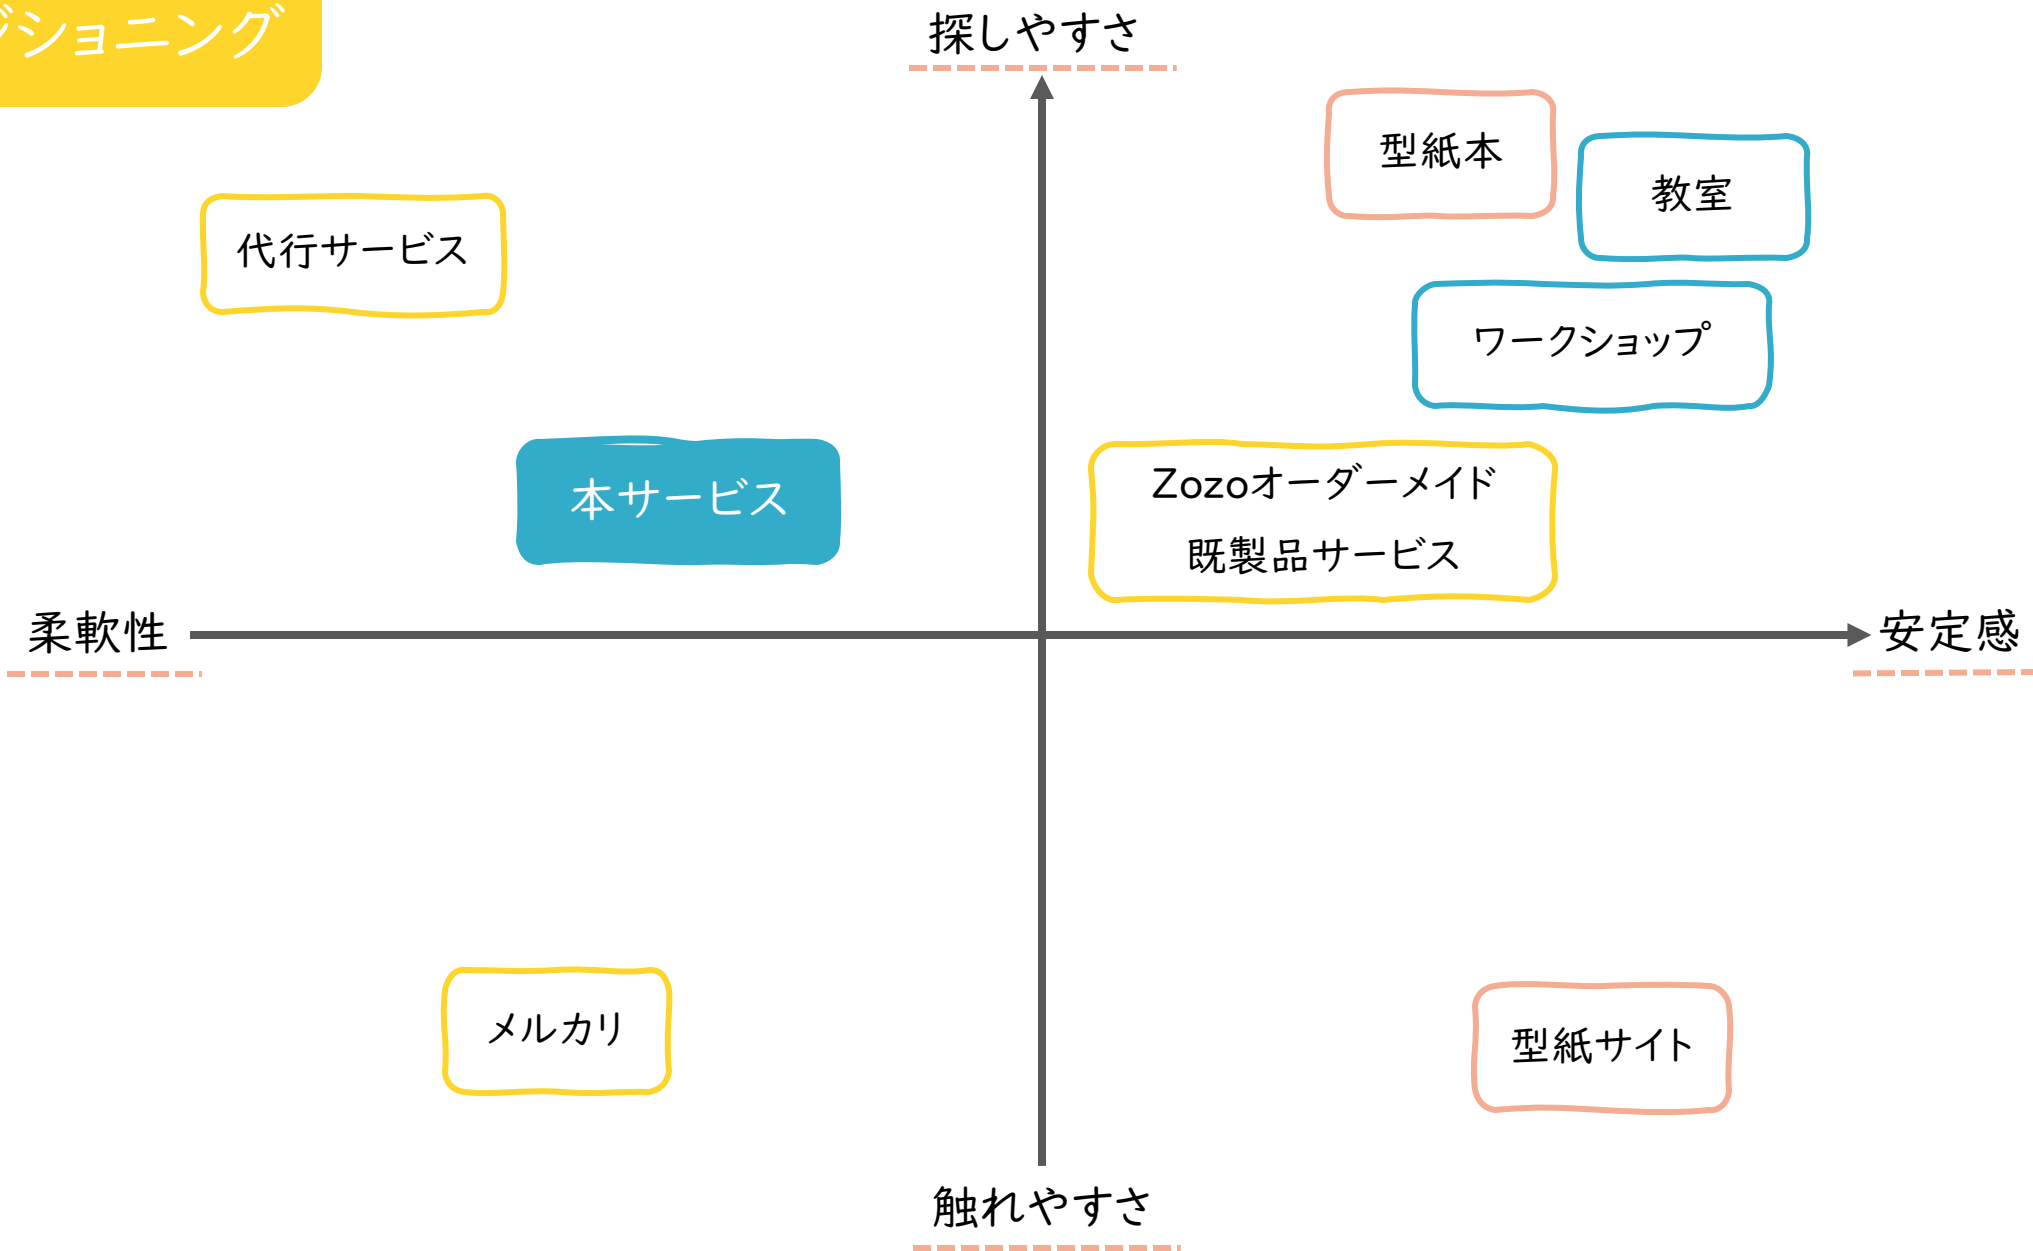 ショニング
探しやすさ
型紙本
教室
代行サービス
ワークショップ
本サービス
Zozoオーダーメイド
既製品サービス
柔軟性
安定感
メルカリ
型紙サイト
触れやすさ